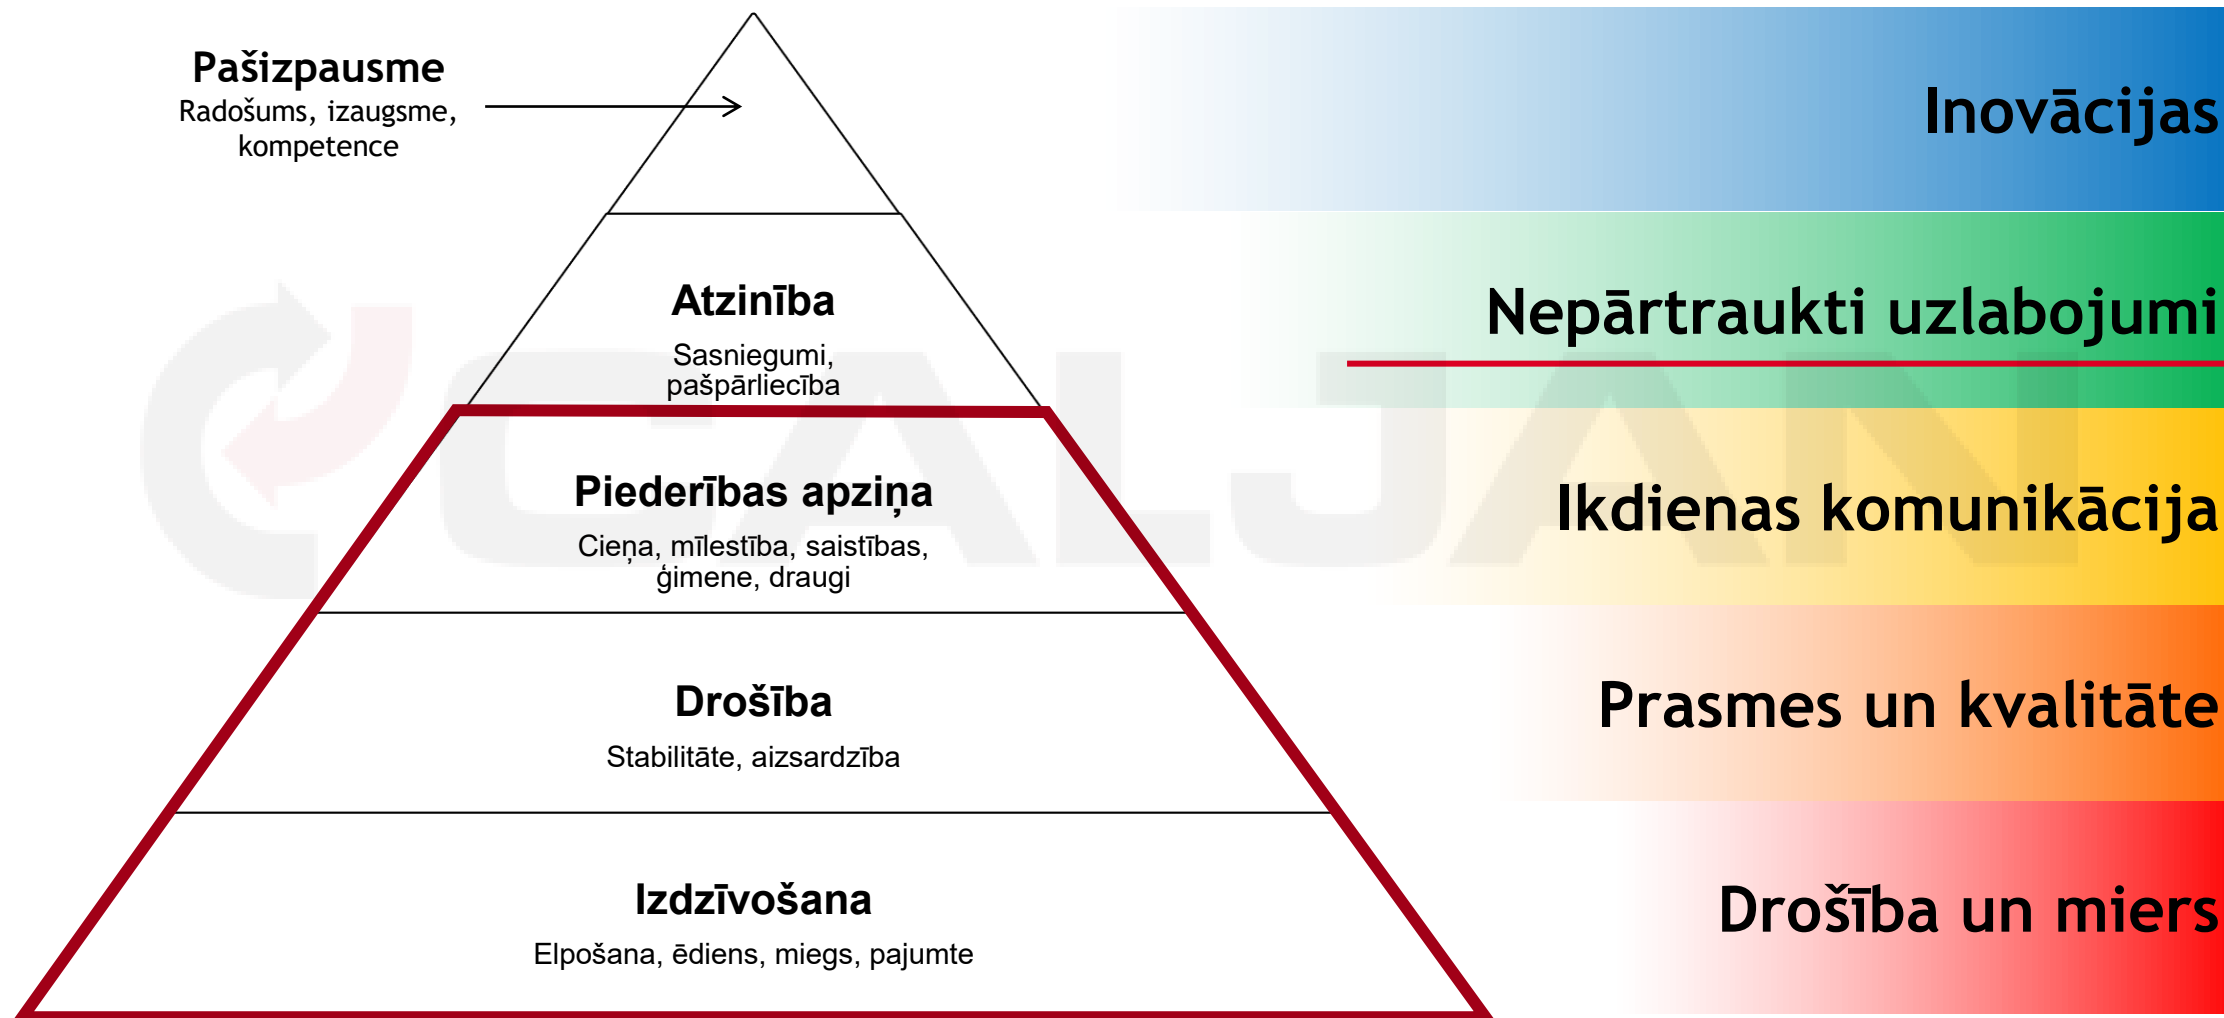 Pašizpausme
Radošums, izaugsme,
kompetence
Inovācijas
Atzinība
Sasniegumi,
pašpārliecība
Nepārtraukti uzlabojumi
Piederības apziņa
Cieņa, mīlestība, saistības,
ģimene, draugi
Ikdienas komunikācija
Drošība
Stabilitāte, aizsardzība
Prasmes un kvalitāte
Izdzīvošana
Elpošana, ēdiens, miegs, pajumte
Drošība un miers
CALJAN